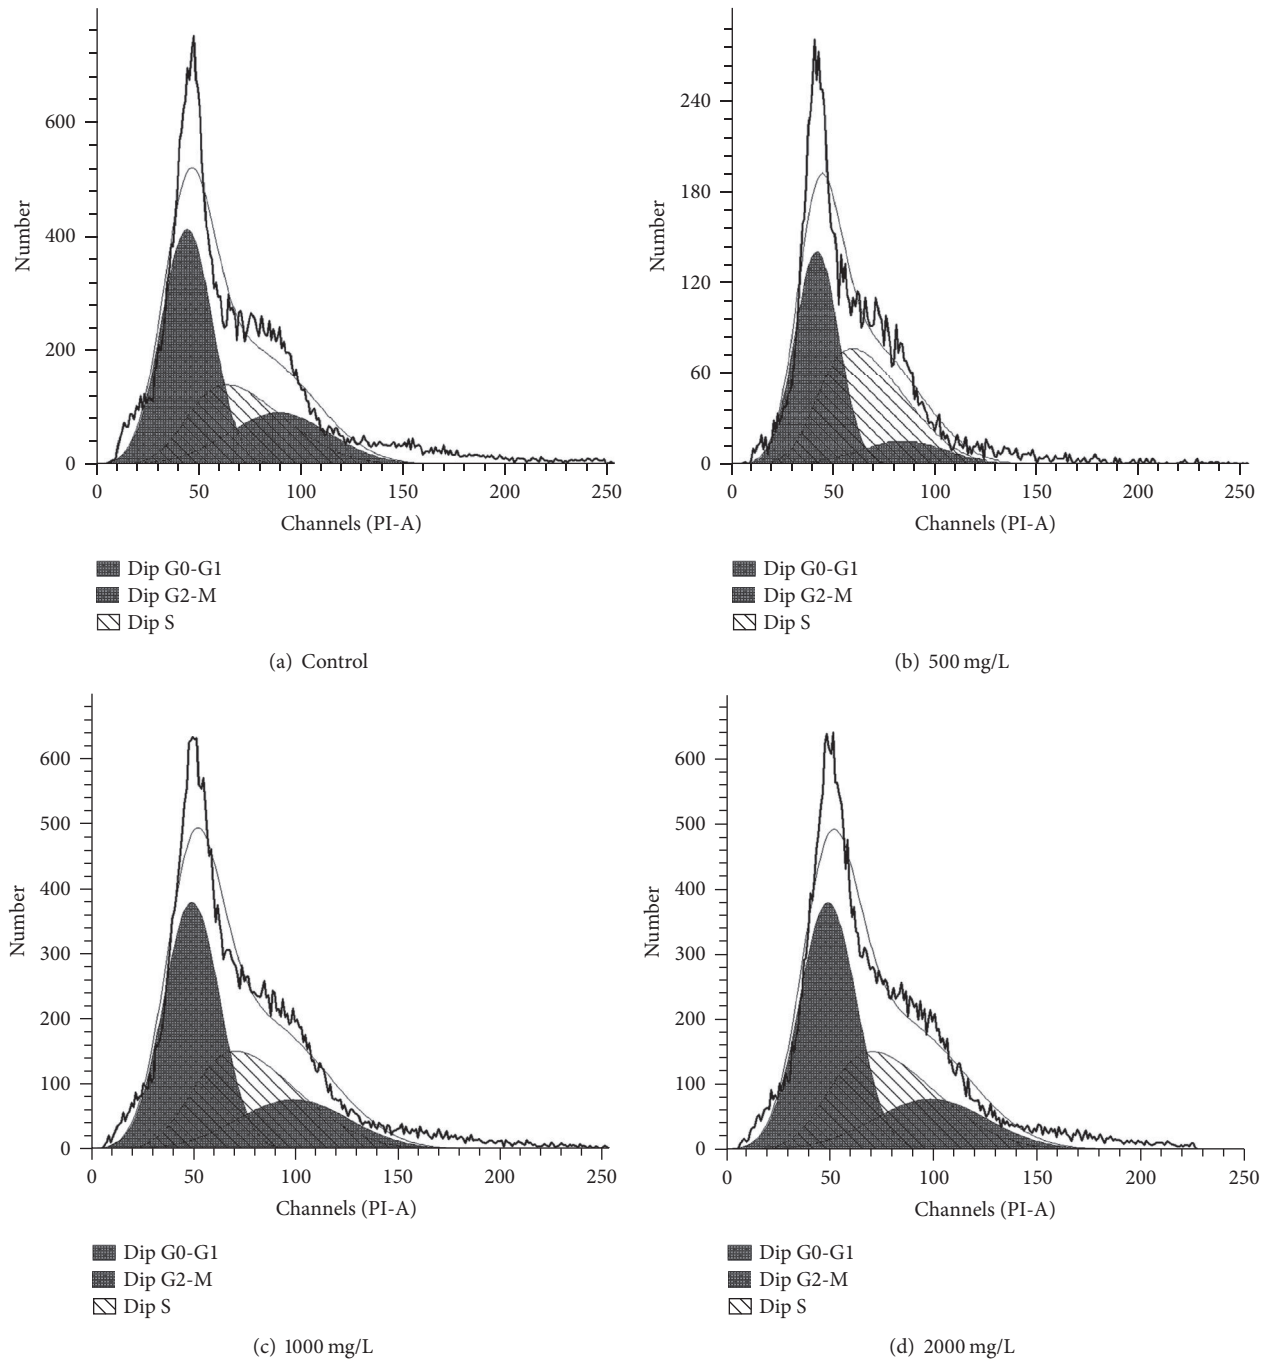 600
400
200
0
Number
0 50 100 150 200 250
Channels (PI-A)
Dip G0-G1
Dip G2-M
Dip S
(a) Control
240
180
120
60
0
Number
0 50 100 150 200 250
Channels (PI-A)
Dip G0-G1
Dip G2-M
Dip S
(b) 500 mg/L
600
500
400
300
200
100
0
Number
0 50 100 150 200 250
Channels (PI-A)
Dip G0-G1
Dip G2-M
Dip S
(c) 1000 mg/L
600
500
400
300
200
100
0
Number
0 50 100 150 200 250
Channels (PI-A)
Dip G0-G1
Dip G2-M
Dip S
(d) 2000 mg/L